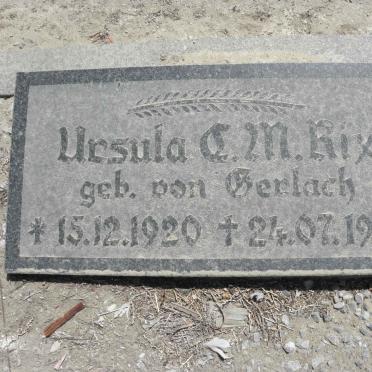 Ursula C. M. Rix
geb. von Gerlach
* 15.12.1920 † 24.07.19